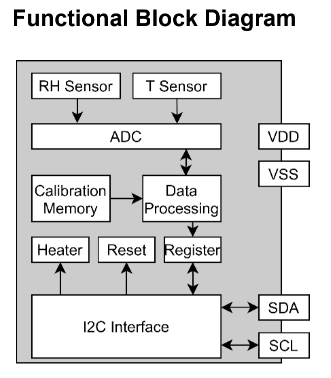 Functional Block Diagram
RH Sensor
T Sensor
ADC
VDD
VSS
Calibration
Memory
Data
Processing
Heater
Reset
Register
I2C Interface
SDA
SCL